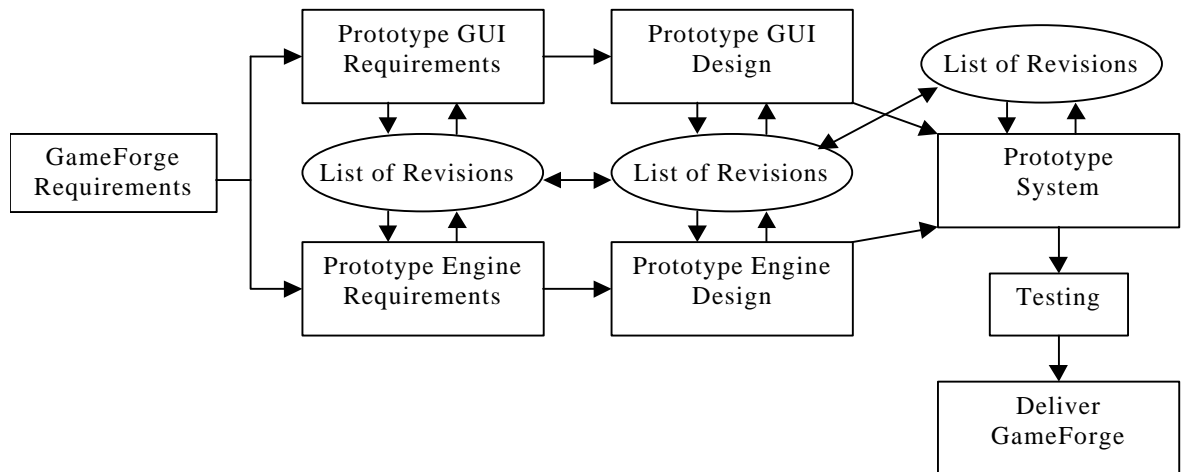 Prototype GUI
Requirements
Prototype GUI
Design
List of Revisions
GameForge
Requirements
List of Revisions
List of Revisions
Prototype
System
Prototype Engine
Requirements
Prototype Engine
Design
Testing
Deliver
GameForge